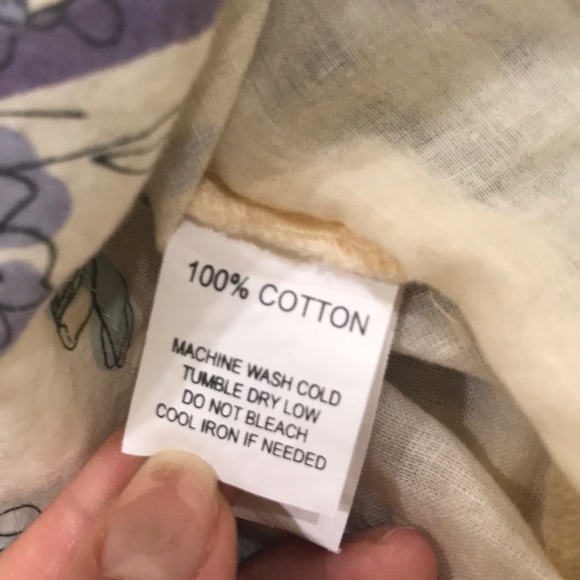 100% COTTON
MACHINE WASH COLD
TUMBLE DRY LOW
DO NOT BLEACH
COOL IRON IF NEEDED